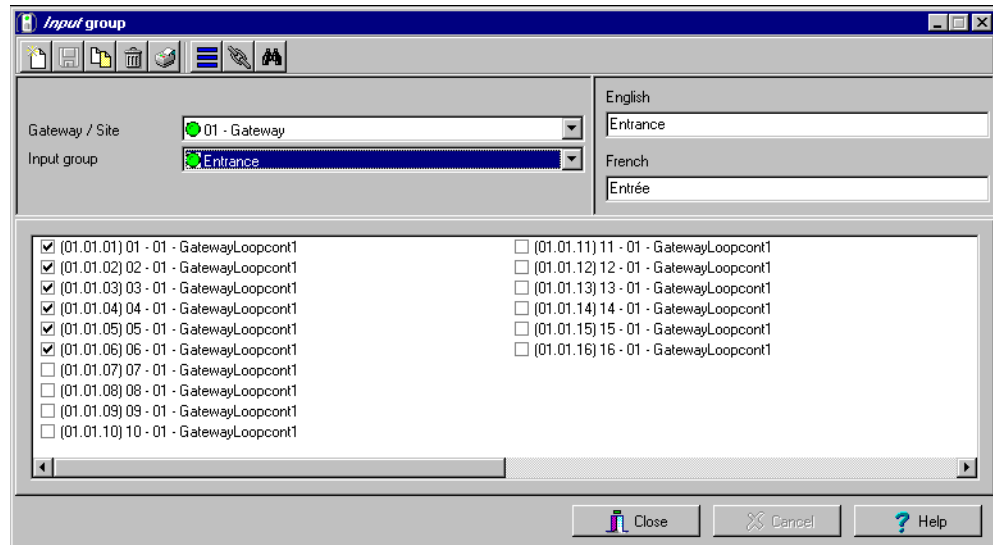 Input group
English
Entrance
Gateway / Site
01 - Gateway
Input group
Entrance
French
Entrée
(01.01.01) 01 - 01 - GatewayLoopcont1
(01.01.02) 02 - 01 - GatewayLoopcont1
(01.01.03) 03 - 01 - GatewayLoopcont1
(01.01.04) 04 - 01 - GatewayLoopcont1
(01.01.05) 05 - 01 - GatewayLoopcont1
(01.01.06) 06 - 01 - GatewayLoopcont1
(01.01.07) 07 - 01 - GatewayLoopcont1
(01.01.08) 08 - 01 - GatewayLoopcont1
(01.01.09) 09 - 01 - GatewayLoopcont1
(01.01.10) 10 - 01 - GatewayLoopcont1
(01.01.11) 11 - 01 - GatewayLoopcont1
(01.01.12) 12 - 01 - GatewayLoopcont1
(01.01.13) 13 - 01 - GatewayLoopcont1
(01.01.14) 14 - 01 - GatewayLoopcont1
(01.01.15) 15 - 01 - GatewayLoopcont1
(01.01.16) 16 - 01 - GatewayLoopcont1
Close
Cancel
Help